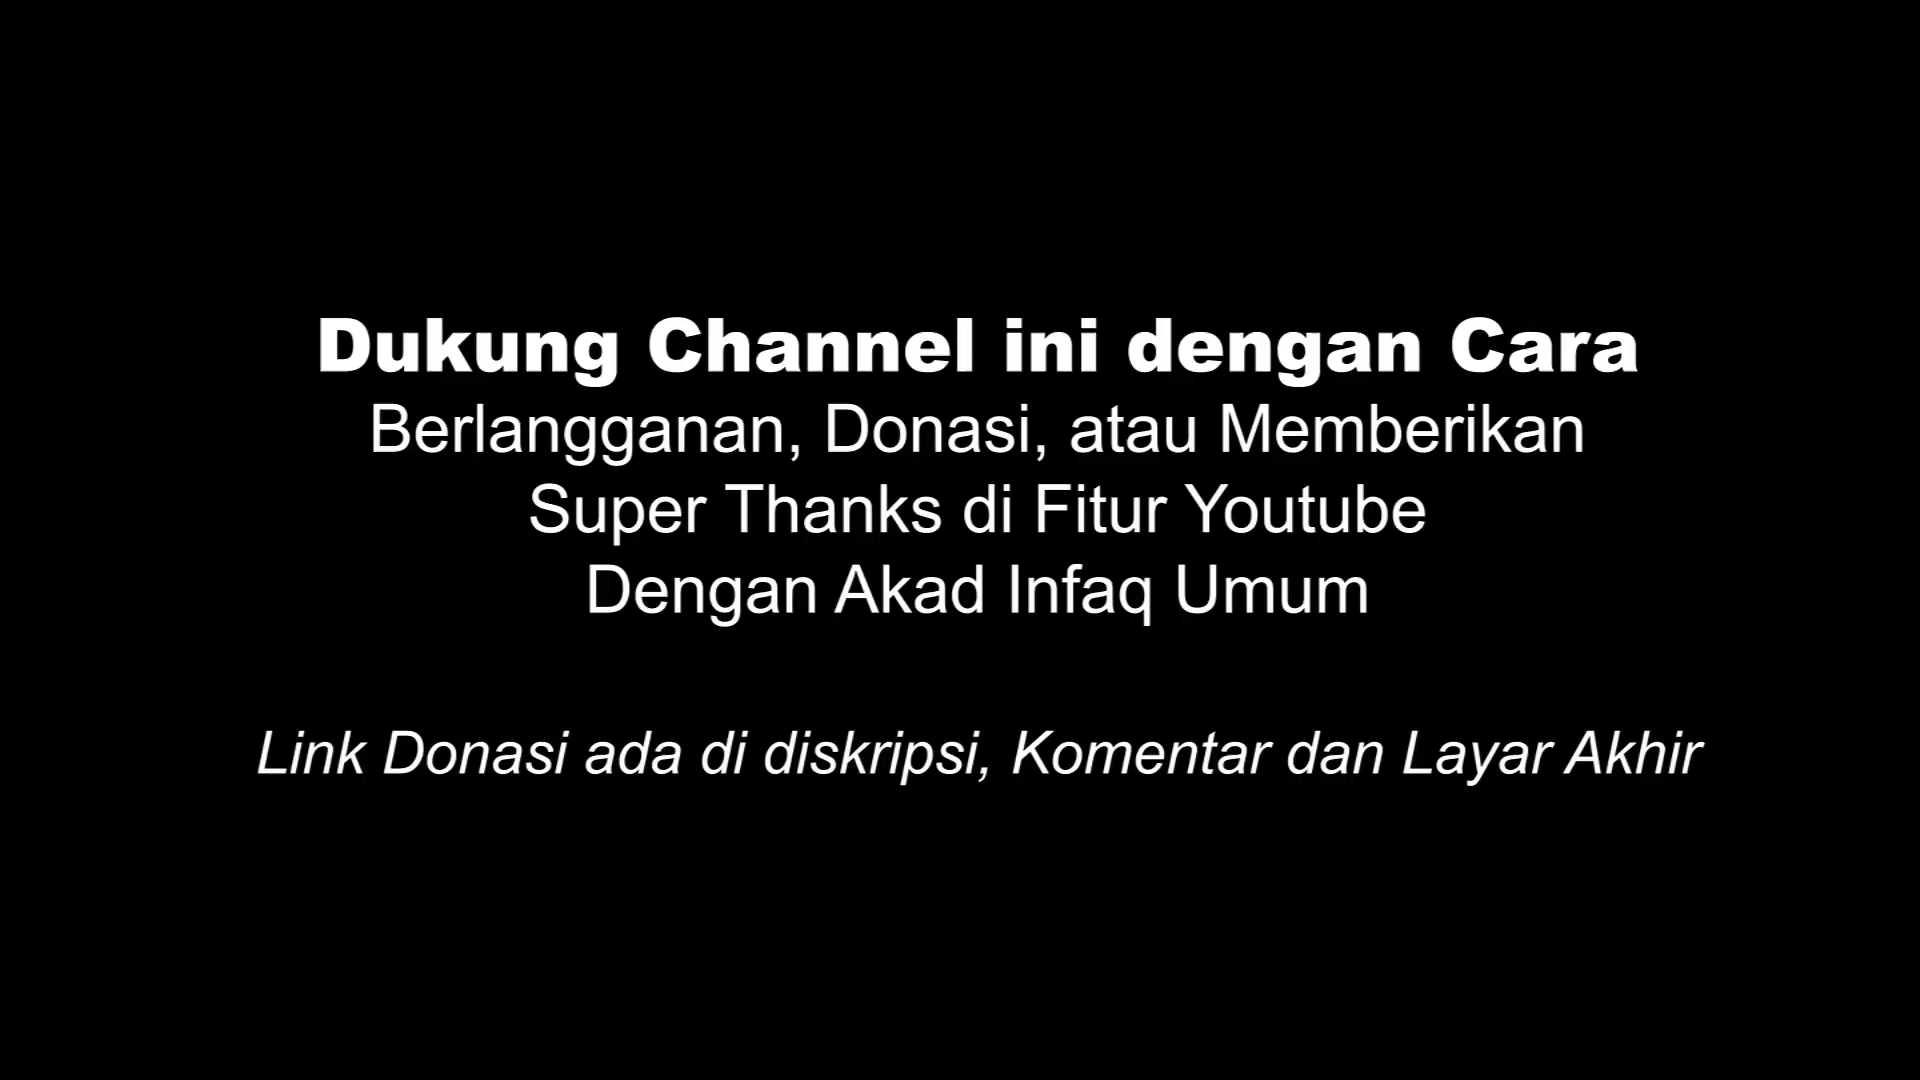 Dukung Channel ini dengan Cara
Berlangganan, Donasi, atau Memberikan
Super Thanks di Fitur Youtube
Dengan Akad Infaq Umum
Link Donasi ada di diskripsi, Komentar dan Layar Akhir